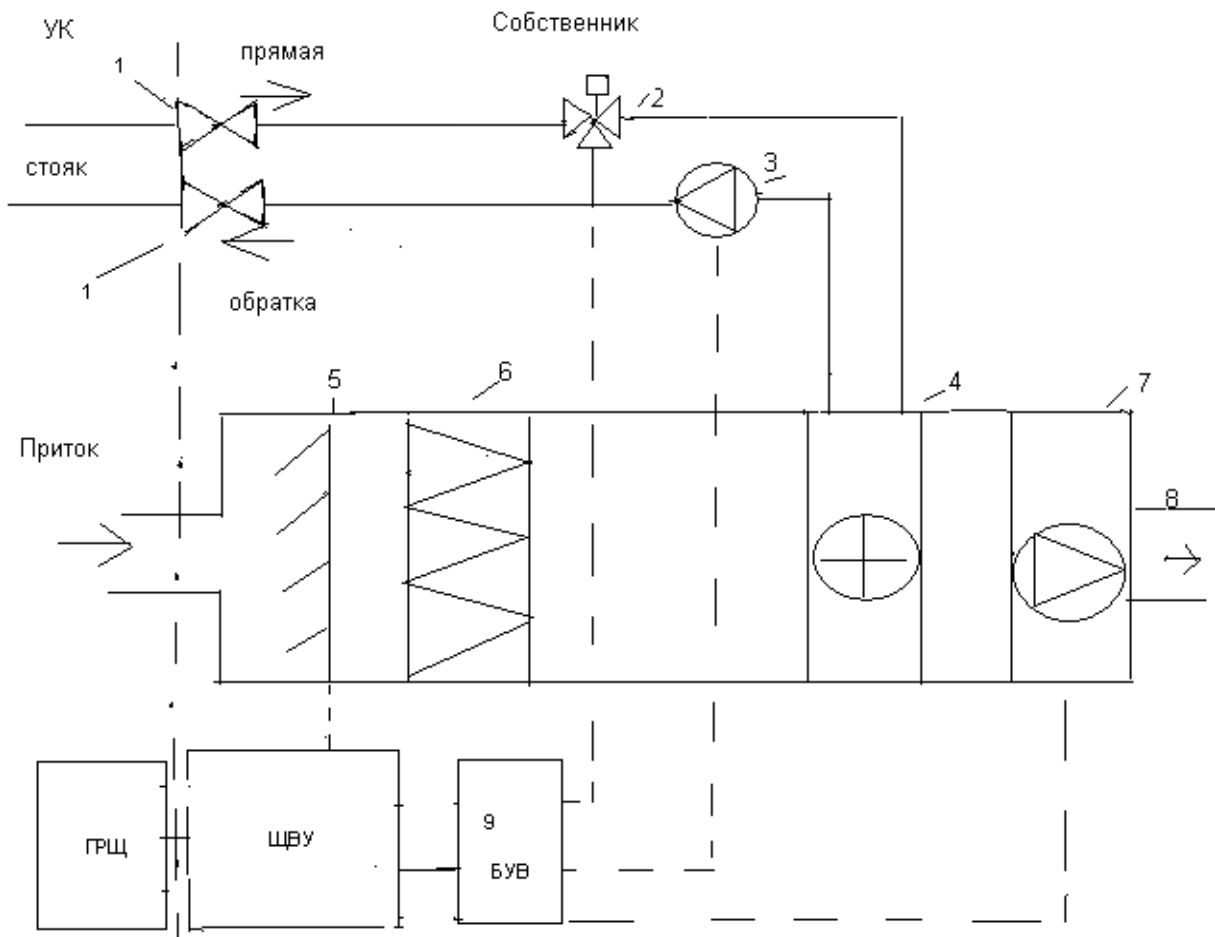 УК
Собственник
1
прямая
2
стояк
3
1
обратка
5
6
4
7
Приток
8
ГРЩ
ЩВУ
9
БУВ